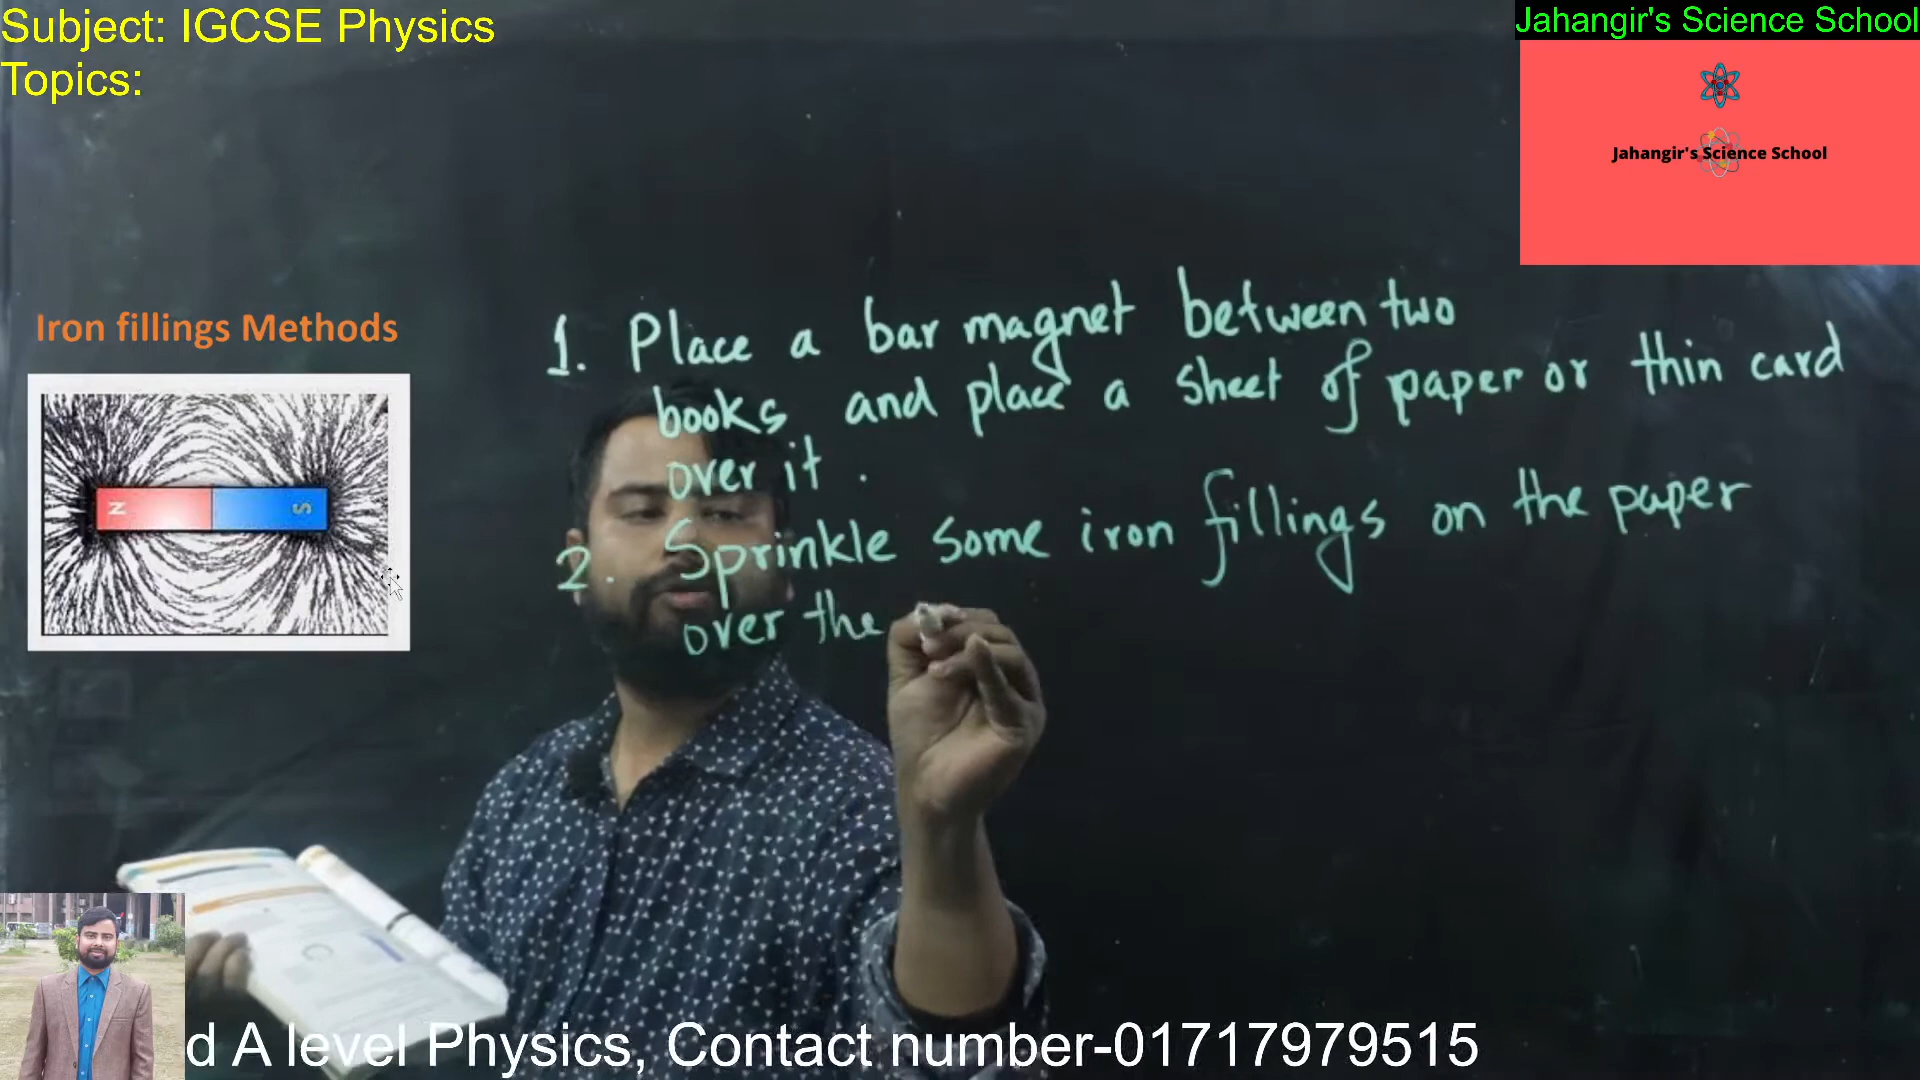 Subject: IGCSE Physics
Topics:
Jahangir's Science School
Jahangir's Science School
Iron fillings Methods
N S
1. Place a bar magnet between two
books and place a sheet of paper or thin card
over it.
2. Sprinkle some iron fillings on the paper
over the
d A level Physics, Contact number-01717979515